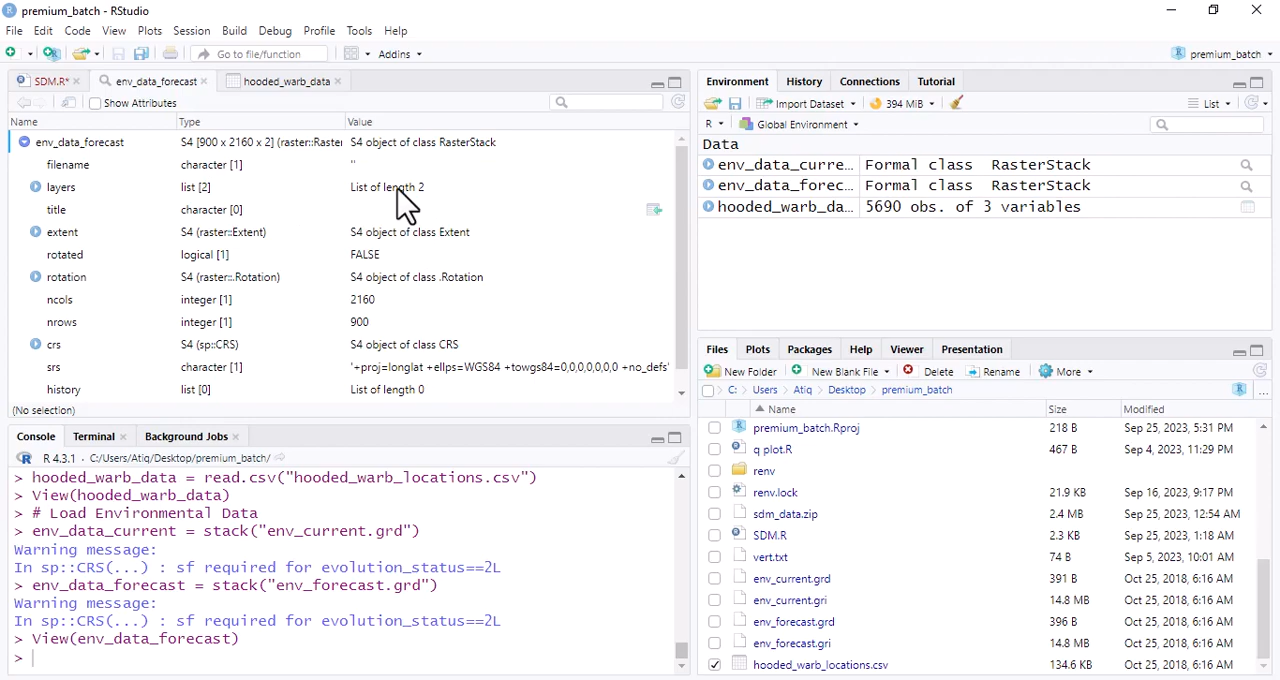 premium_batch - RStudio
File Edit Code View Plots Session Build Debug Profile Tools Help
Go to file/function Addins premium_batch
SDM.R* env_data_forecast hooded_warb_data
Show Attributes
Name Type Value
env_data_forecast S4 [900 x 2160 x 2] (raster::Raster S4 object of class RasterStack
filename character [1] ''
layers list [2] List of length 2
title character [0]
extent S4 (raster::Extent) S4 object of class Extent
rotated logical [1] FALSE
rotation S4 (raster::.Rotation) S4 object of class .Rotation
ncols integer [1] 2160
nrows integer [1] 900
crs S4 (sp::CRS) S4 object of class CRS
srs character [1] '+proj=longlat +ellps=WGS84 +towgs84=0,0,0,0,0,0,0 +no_defs'
history list [0] List of length 0
(No selection)
Console Terminal Background Jobs
R 4.3.1 · C:/Users/Atiq/Desktop/premium_batch/
> hooded_warb_data = read.csv("hooded_warb_locations.csv")
> View(hooded_warb_data)
> # Load Environmental Data
> env_data_current = stack("env_current.grd")
Warning message:
In sp::CRS(...) : sf required for evolution_status==2L
> env_data_forecast = stack("env_forecast.grd")
Warning message:
In sp::CRS(...) : sf required for evolution_status==2L
> View(env_data_forecast)
>
Environment History Connections Tutorial
Import Dataset 394 MiB List
R Global Environment
Data
env_data_curre... Formal class RasterStack
env_data_forec... Formal class RasterStack
hooded_warb_da... 5690 obs. of 3 variables
Files Plots Packages Help Viewer Presentation
New Folder New Blank File Delete Rename More
C: Users Atiq Desktop premium_batch ...
Name Size Modified
premium_batch.Rproj 218 B Sep 25, 2023, 5:31 PM
q plot.R 467 B Sep 4, 2023, 11:29 PM
renv
renv.lock 21.9 KB Sep 16, 2023, 9:17 PM
sdm_data.zip 2.4 MB Sep 25, 2023, 12:54 AM
SDM.R 2.3 KB Sep 25, 2023, 1:18 AM
vert.txt 74 B Sep 5, 2023, 10:01 AM
env_current.grd 391 B Oct 25, 2018, 6:16 AM
env_current.gri 14.8 MB Oct 25, 2018, 6:16 AM
env_forecast.grd 396 B Oct 25, 2018, 6:16 AM
env_forecast.gri 14.8 MB Oct 25, 2018, 6:16 AM
hooded_warb_locations.csv 134.6 KB Oct 25, 2018, 6:16 AM